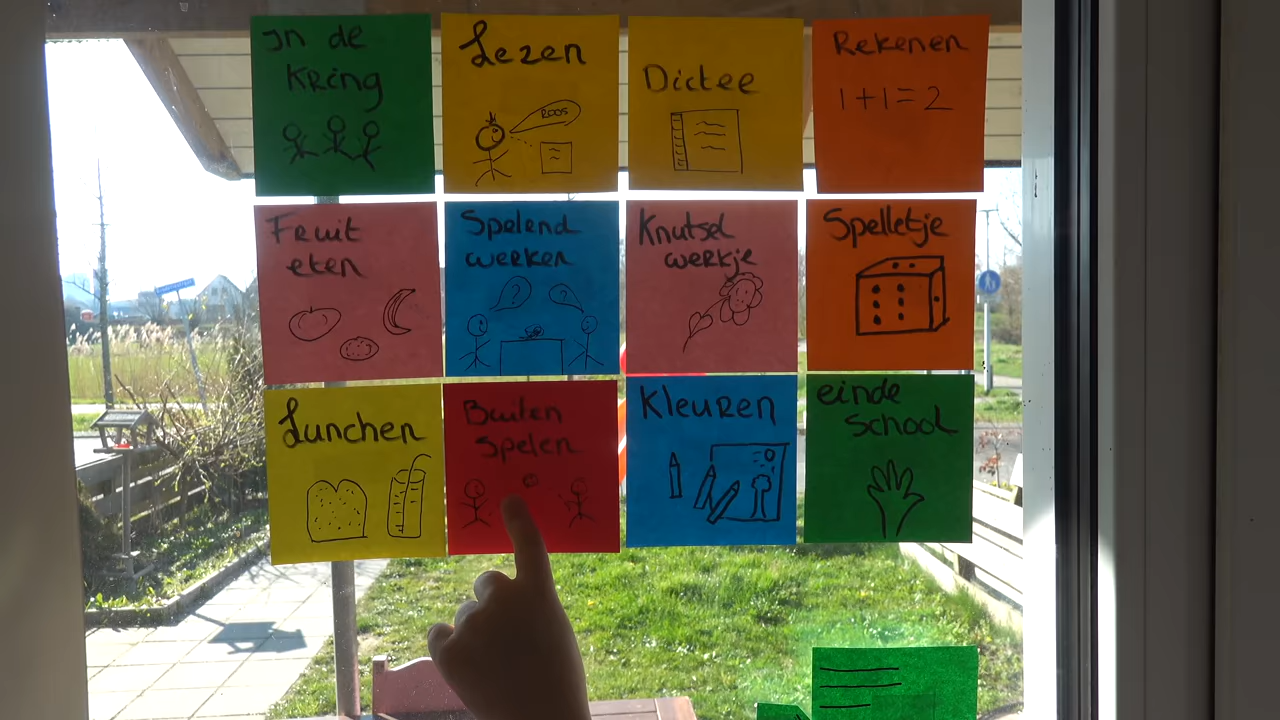 In de
Kring
Lezen
ROOS
Dictee
Rekenen
1+1=2
Fruit
eten
Spelend
werken
?
?
Knutsel
werkje
Spelletje
Lunchen
Buiten
Spelen
Kleuren
einde
School